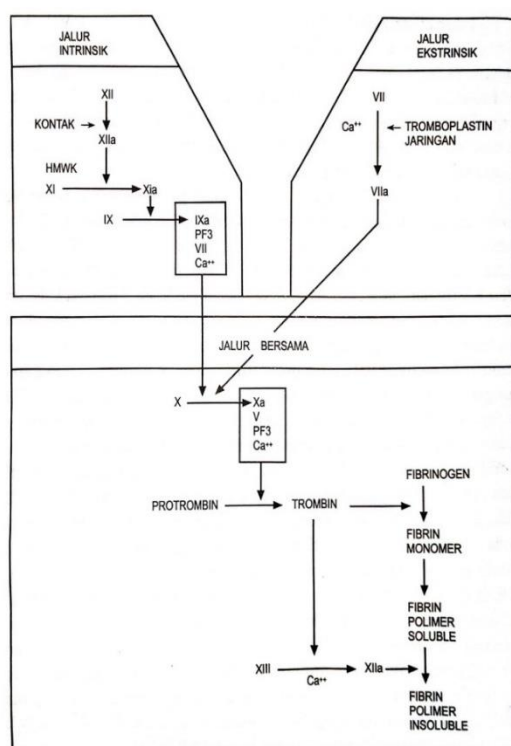 JALUR
INTRINSIK
JALUR
EKSTRINSIK
XII
KONTAK
XIIa
HMWK
XI
Xia
IX
IXa
PF3
VII
Ca⁺⁺
VII
Ca⁺⁺
TROMBOPLASTIN
JARINGAN
VIIa
JALUR BERSAMA
X
Xa
V
PF3
Ca⁺⁺
PROTROMBIN
TROMBIN
FIBRINOGEN
FIBRIN
MONOMER
FIBRIN
POLIMER
SOLUBLE
XIII
Ca⁺⁺
XIIa
FIBRIN
POLIMER
INSOLUBLE